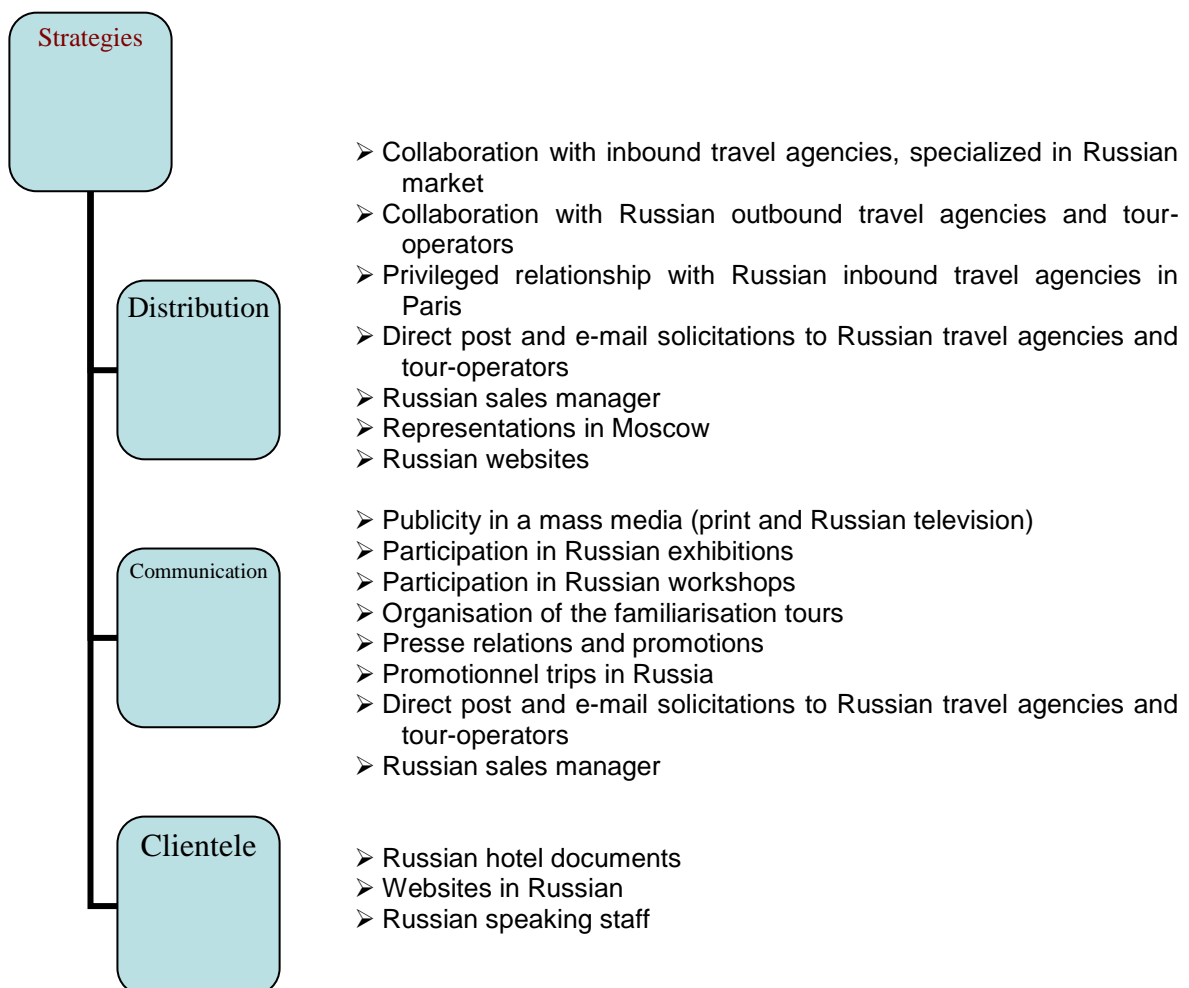 Strategies
➢ Collaboration with inbound travel agencies, specialized in Russian
market
➢ Collaboration with Russian outbound travel agencies and tour-
operators
➢ Privileged relationship with Russian inbound travel agencies in
Paris
➢ Direct post and e-mail solicitations to Russian travel agencies and
tour-operators
➢ Russian sales manager
➢ Representations in Moscow
➢ Russian websites
Distribution
➢ Publicity in a mass media (print and Russian television)
➢ Participation in Russian exhibitions
➢ Participation in Russian workshops
➢ Organisation of the familiarisation tours
➢ Presse relations and promotions
➢ Promotionnel trips in Russia
➢ Direct post and e-mail solicitations to Russian travel agencies and
tour-operators
➢ Russian sales manager
Communication
Clientele
➢ Russian hotel documents
➢ Websites in Russian
➢ Russian speaking staff